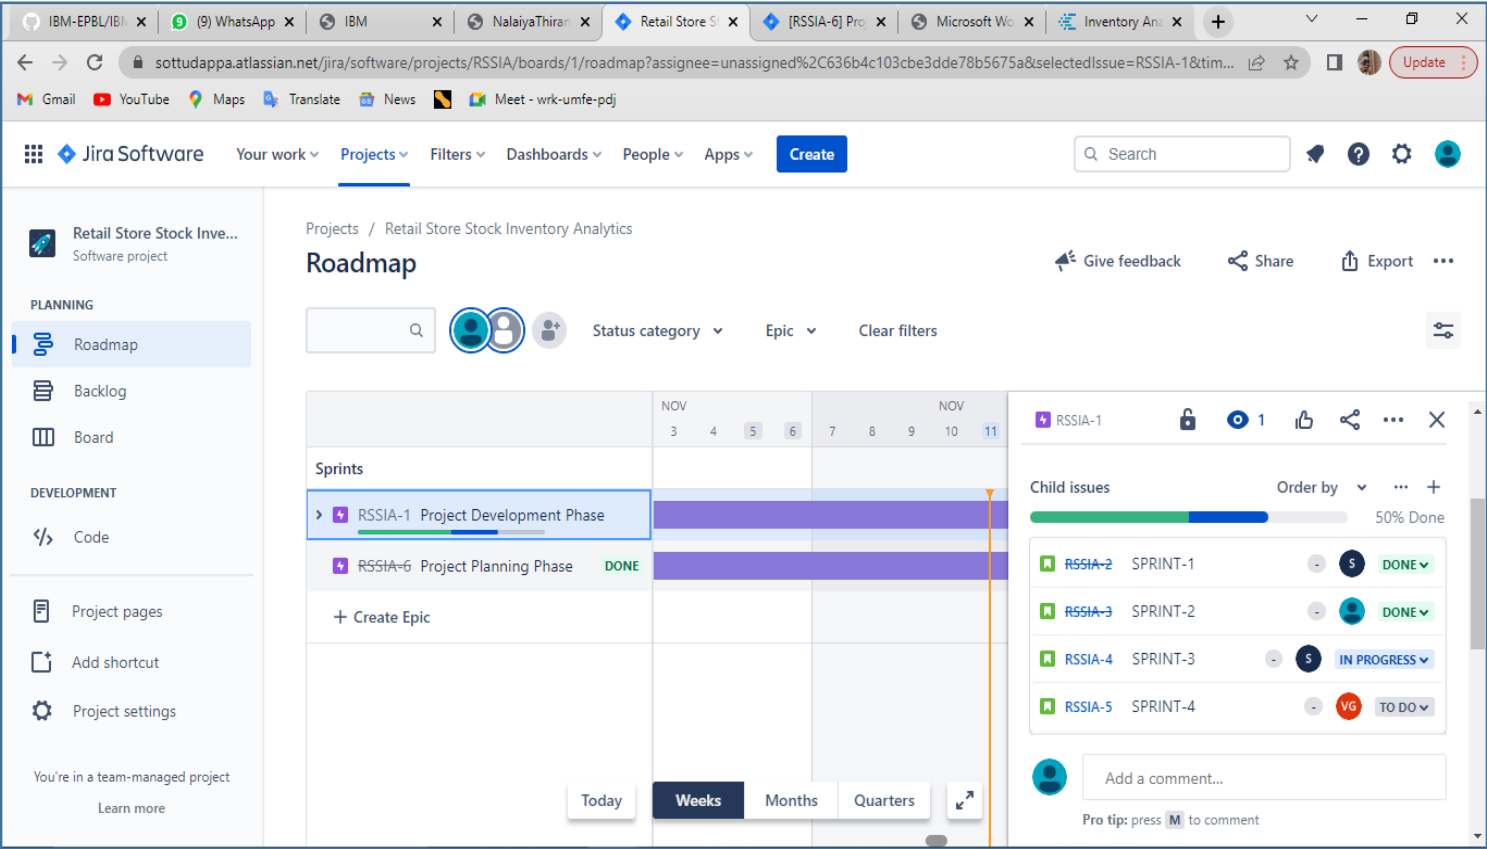 IBM-EPBL/IBM
(9) WhatsApp
IBM
NalaiyaThiran
Retail Store S
[RSSIA-6] Pro
Microsoft Wo
Inventory Ana
sottudappa.atlassian.net/jira/software/projects/RSSIA/boards/1/roadmap?assignee=unassigned%2C636b4c103cbe3dde78b5675a&selectedIssue=RSSIA-1&tim...
Update
Gmail
YouTube
Maps
Translate
News
Meet - wrk-umfe-pdj
Jira Software
Your work
Projects
Filters
Dashboards
People
Apps
Create
Search
Retail Store Stock Inve...
Software project
PLANNING
Roadmap
Backlog
Board
DEVELOPMENT
Code
Project pages
Add shortcut
Project settings
You're in a team-managed project
Learn more
Projects / Retail Store Stock Inventory Analytics
Roadmap
Give feedback
Share
Export
Status category
Epic
Clear filters
NOV NOV
3 4 5 6 7 8 9 10 11
Sprints
RSSIA-1 Project Development Phase
RSSIA-6 Project Planning Phase DONE
+ Create Epic
Today
Weeks
Months
Quarters
RSSIA-1
1
Child issues
Order by
50% Done
RSSIA-2 SPRINT-1 - S DONE
RSSIA-3 SPRINT-2 - DONE
RSSIA-4 SPRINT-3 - S IN PROGRESS
RSSIA-5 SPRINT-4 - VG TO DO
Add a comment...
Pro tip: press M to comment